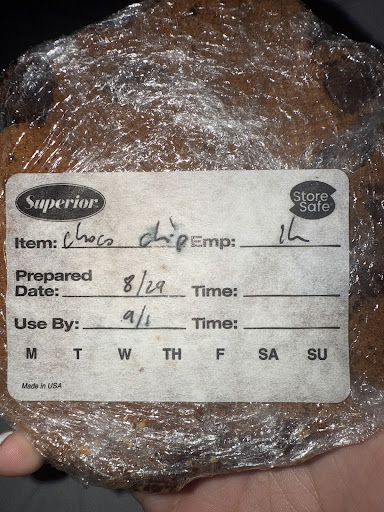 Superior
Store Safe
Item: Choco chip Emp: lh
Prepared Date: 8/29 Time:
Use By: 9/1 Time:
M T W TH F SA SU
Made in USA